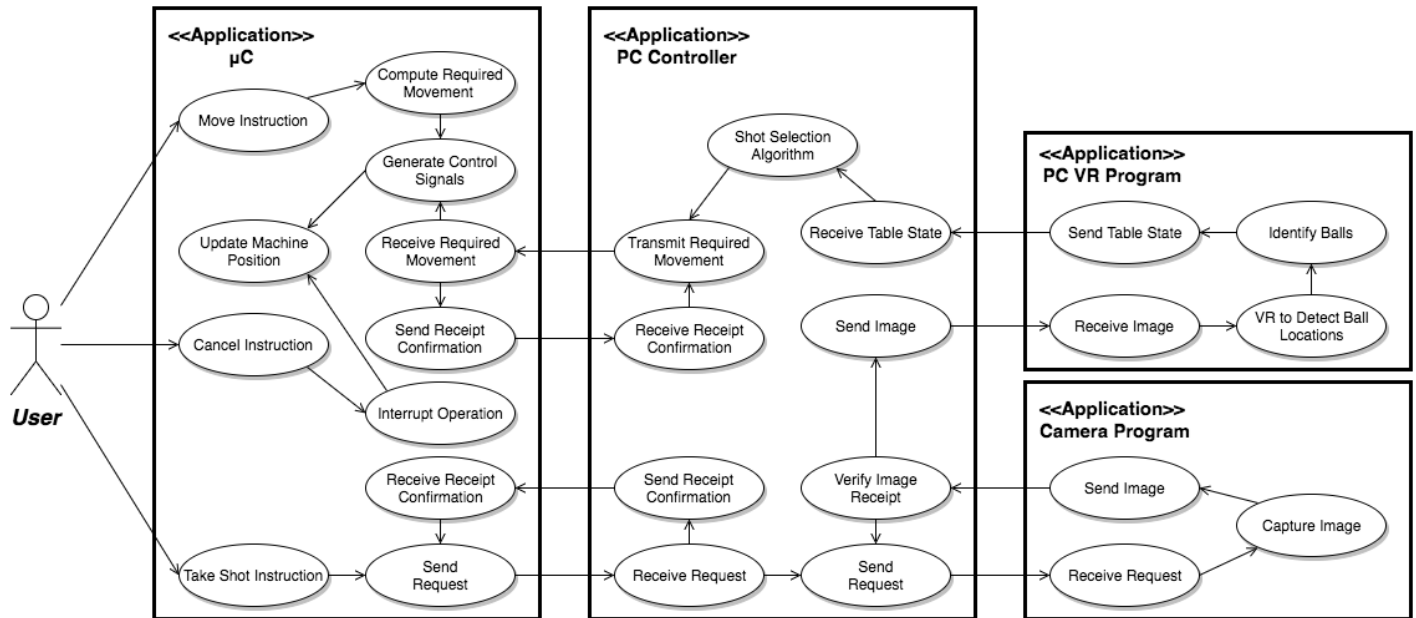 <<Application>>
µC
Compute Required
Movement
Move Instruction
Generate Control
Signals
Update Machine
Position
Receive Required
Movement
Send Receipt
Confirmation
Cancel Instruction
Interrupt Operation
Receive Receipt
Confirmation
Take Shot Instruction
Send
Request
User
<<Application>>
PC Controller
Shot Selection
Algorithm
Transmit Required
Movement
Receive Table State
Receive Receipt
Confirmation
Send Image
Send Receipt
Confirmation
Verify Image
Receipt
Receive Request
Send
Request
<<Application>>
PC VR Program
Send Table State
Identify Balls
Receive Image
VR to Detect Ball
Locations
<<Application>>
Camera Program
Send Image
Capture Image
Receive Request